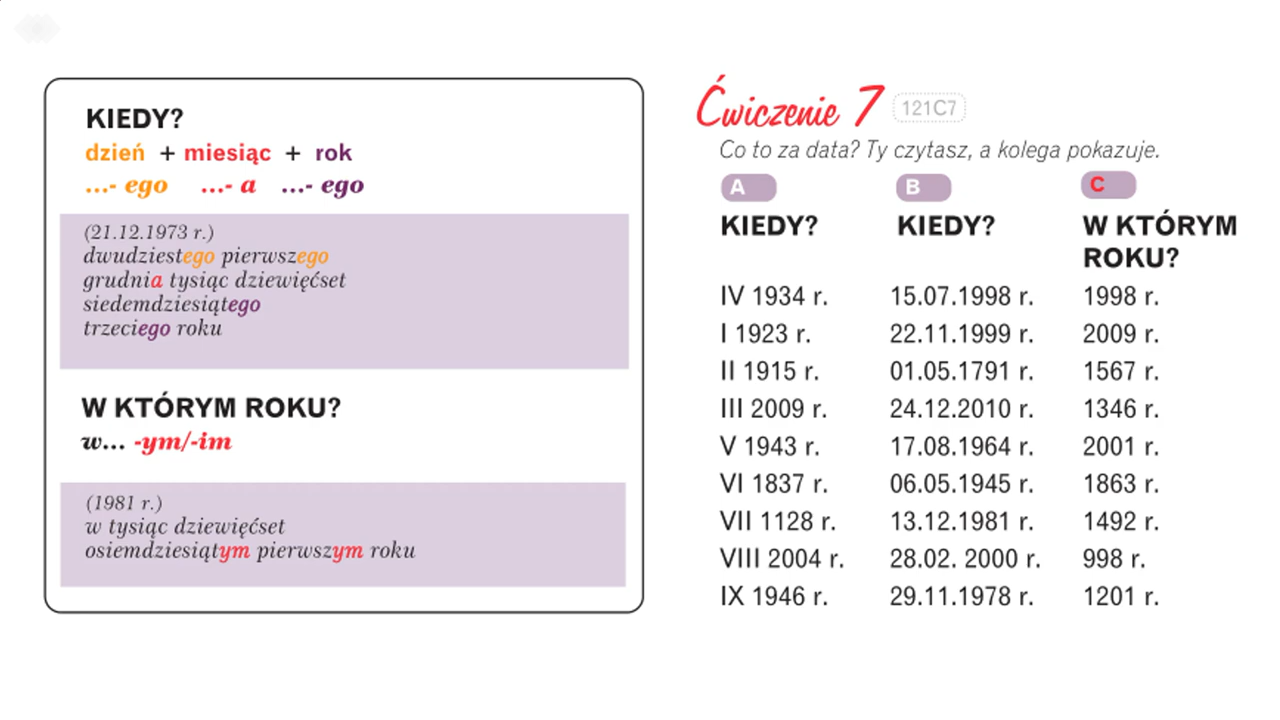 KIEDY?
dzień + miesiąc + rok
...- ego ...- a ...- ego
(21.12.1973 r.)
dwudziestego pierwszego
grudnia tysiąc dziewięćset
siedemdziesiątego
trzeciego roku
W KTÓRYM ROKU?
w... -ym/-im
(1981 r.)
w tysiąc dziewięćset
osiemdziesiątym pierwszym roku
Ćwiczenie 7 121C7
Co to za data? Ty czytasz, a kolega pokazuje.
A
KIEDY?
IV 1934 r.
I 1923 r.
II 1915 r.
III 2009 r.
V 1943 r.
VI 1837 r.
VII 1128 r.
VIII 2004 r.
IX 1946 r.
B
KIEDY?
15.07.1998 r.
22.11.1999 r.
01.05.1791 r.
24.12.2010 r.
17.08.1964 r.
06.05.1945 r.
13.12.1981 r.
28.02. 2000 r.
29.11.1978 r.
C
W KTÓRYM
ROKU?
1998 r.
2009 r.
1567 r.
1346 r.
2001 r.
1863 r.
1492 r.
998 r.
1201 r.